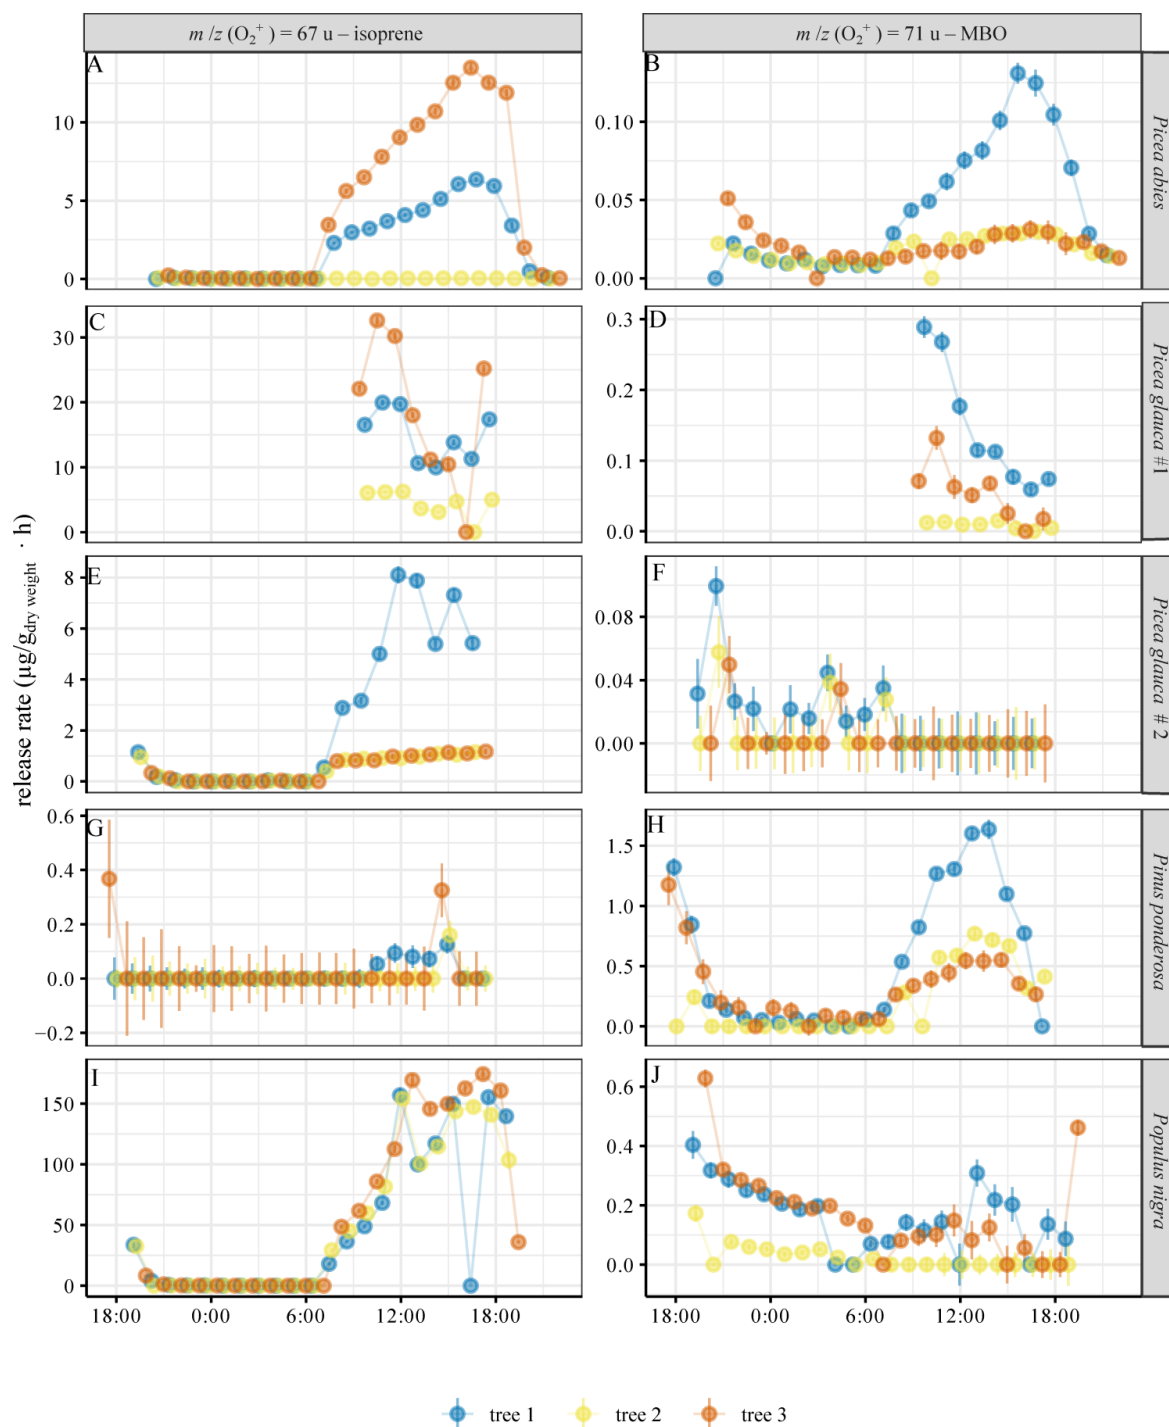 m/z (O₂⁺) = 67 u – isoprene
m/z (O₂⁺) = 71 u – MBO
A
10
5
0
B
0.10
0.05
0.00
Picea abies
C
30
20
10
0
D
0.3
0.2
0.1
0.0
Picea glauca #1
release rate (µg/g dry weight · h)
E
8
6
4
2
0
F
0.08
0.04
0.00
Picea glauca # 2
G
0.6
0.4
0.2
0.0
−0.2
H
1.5
1.0
0.5
0.0
Pinus ponderosa
I
150
100
50
0
J
0.6
0.4
0.2
0.0
Populus nigra
18:00 0:00 6:00 12:00 18:00
18:00 0:00 6:00 12:00 18:00
tree 1 tree 2 tree 3